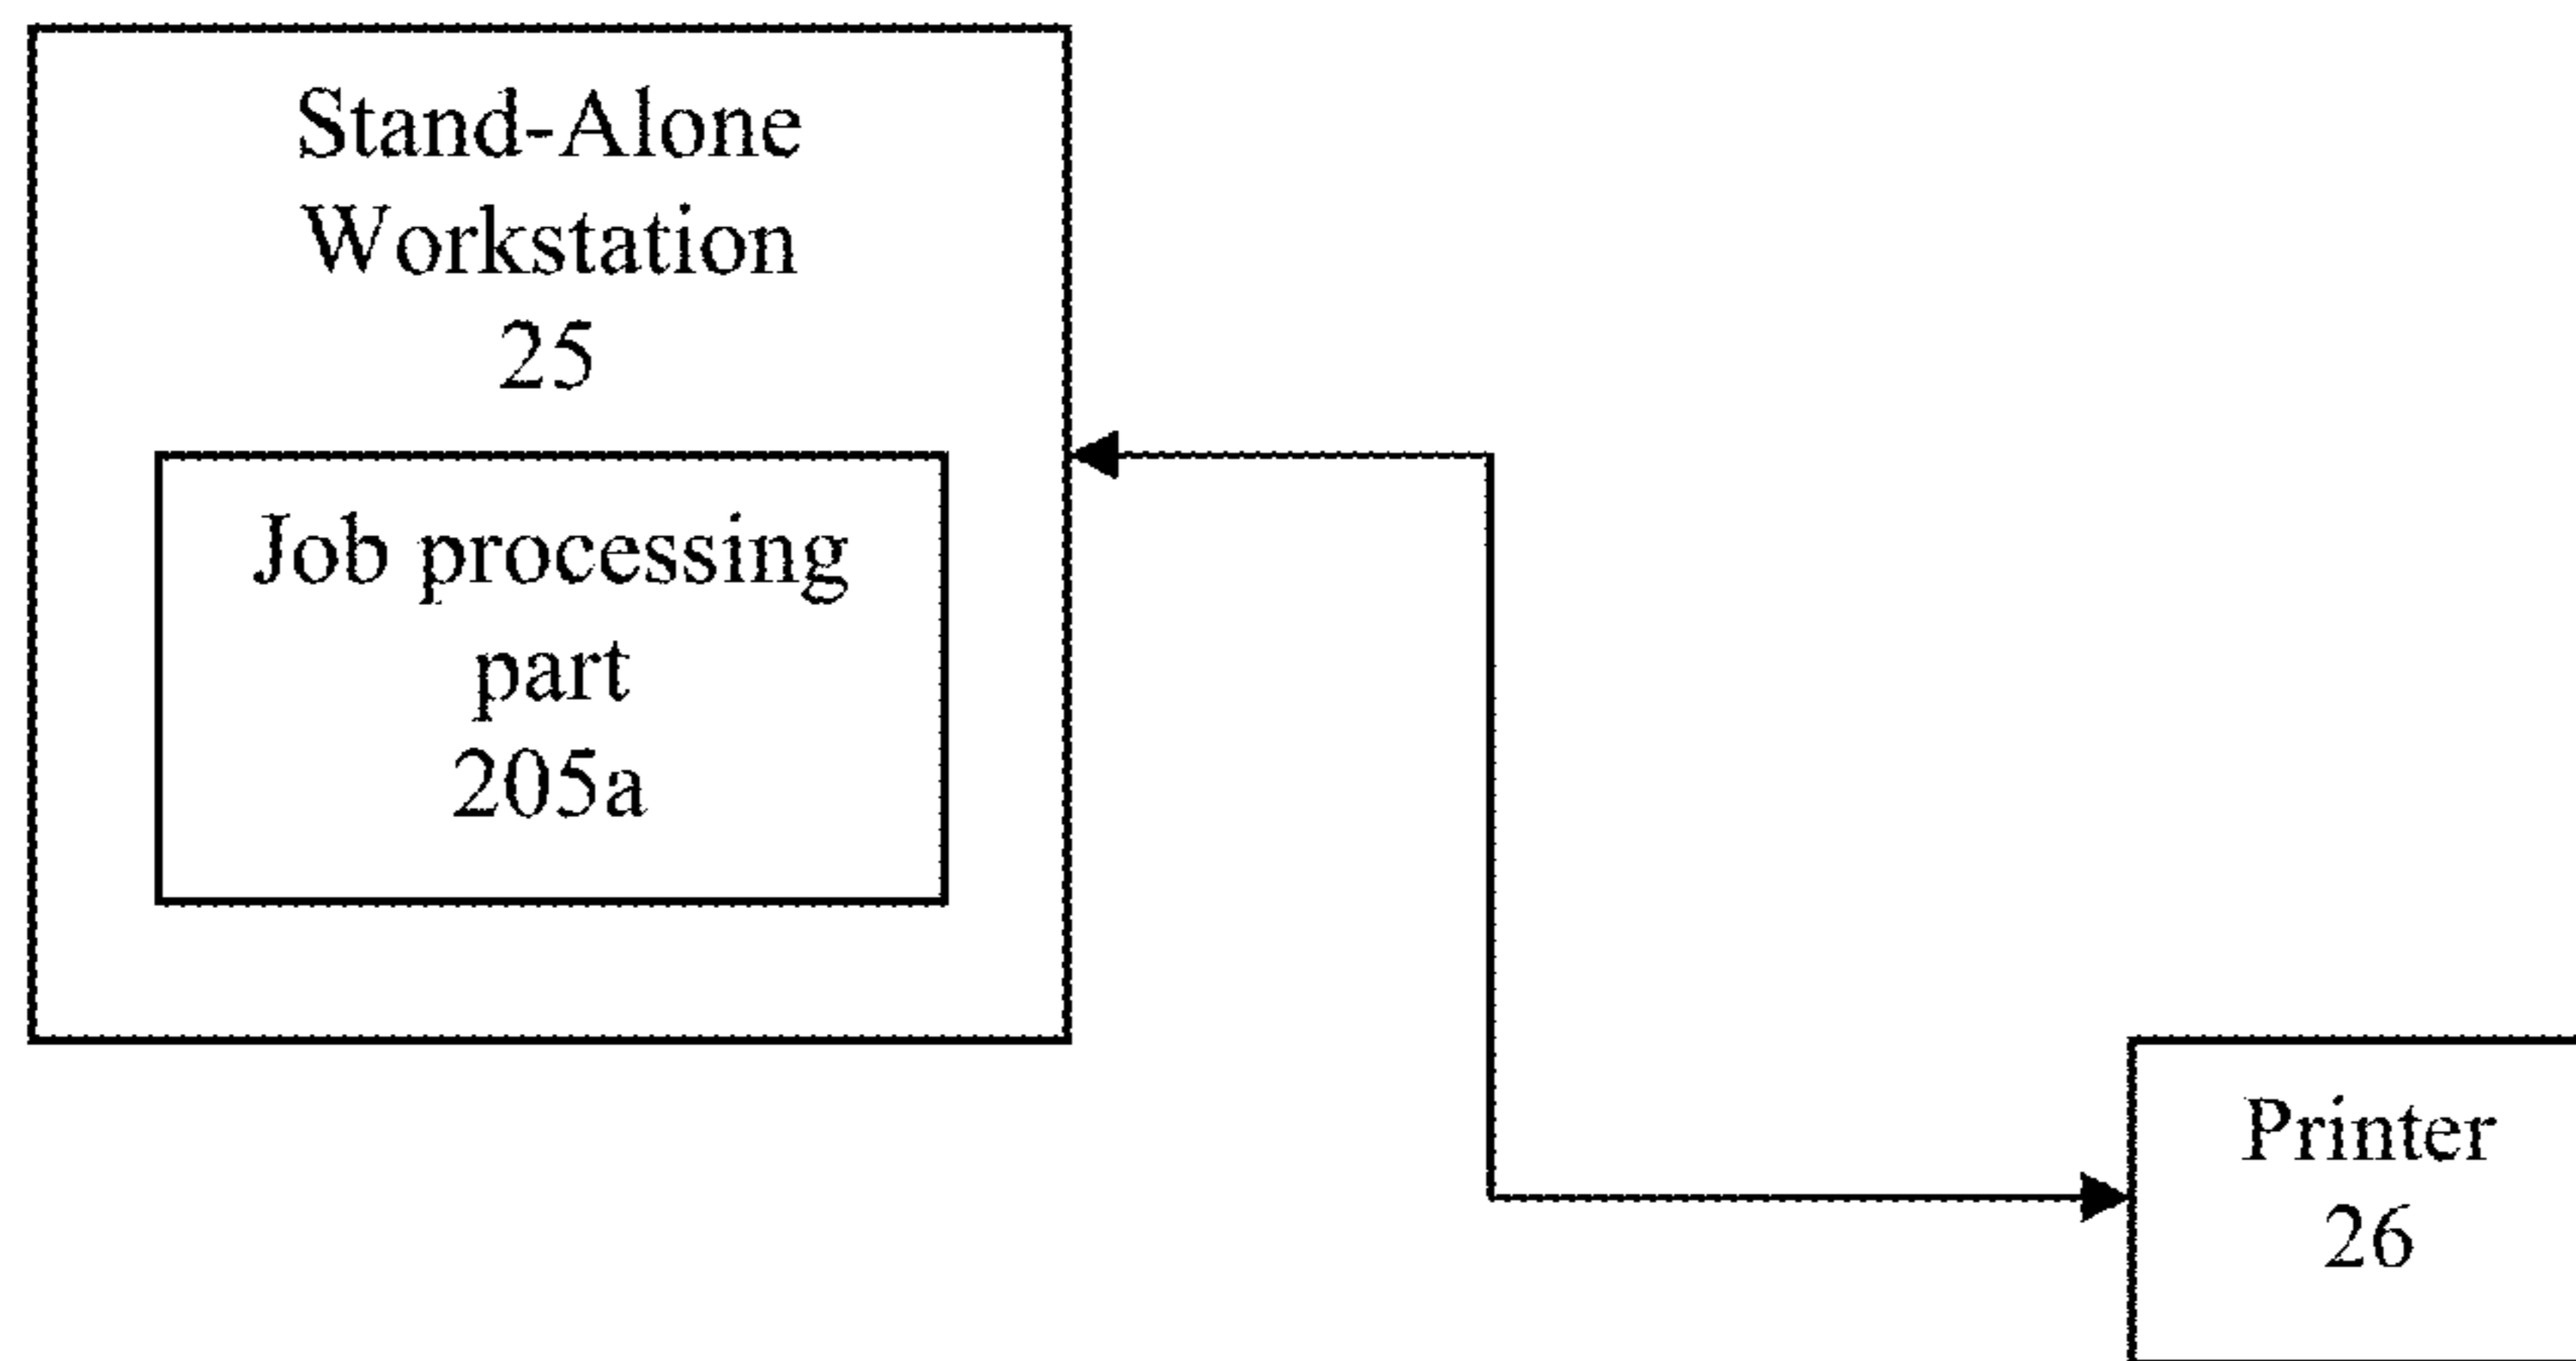 Stand-Alone
Workstation
25
Job processing
part
205a
Printer
26